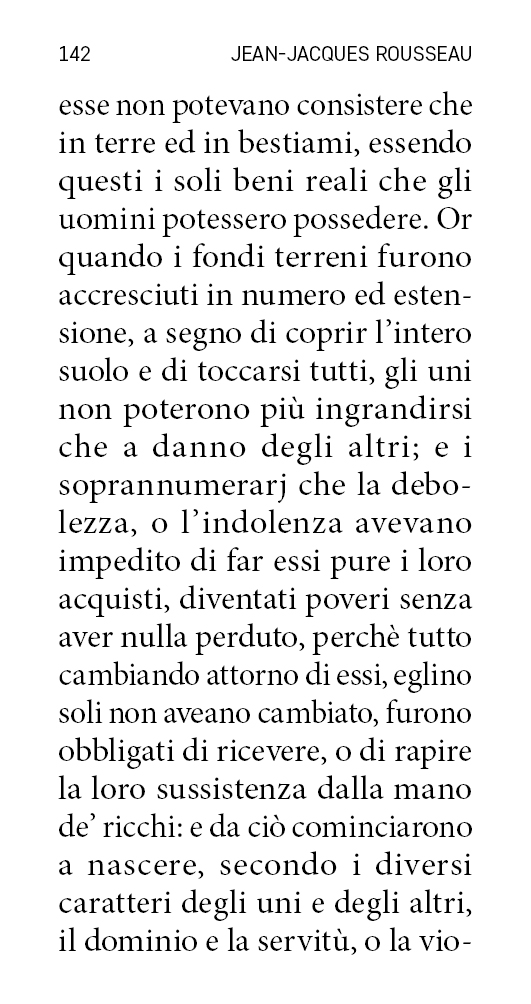 142 JEAN-JACQUES ROUSSEAU
esse non potevano consistere che
in terre ed in bestiami, essendo
questi i soli beni reali che gli
uomini potessero possedere. Or
quando i fondi terreni furono
accresciuti in numero ed esten-
sione, a segno di coprir l’intero
suolo e di toccarsi tutti, gli uni
non poterono più ingrandirsi
che a danno degli altri; e i
soprannumerarj che la debo-
lezza, o l’indolenza avevano
impedito di far essi pure i loro
acquisti, diventati poveri senza
aver nulla perduto, perchè tutto
cambiando attorno di essi, eglino
soli non aveano cambiato, furono
obbligati di ricevere, o di rapire
la loro sussistenza dalla mano
de’ ricchi: e da ciò cominciarono
a nascere, secondo i diversi
caratteri degli uni e degli altri,
il dominio e la servitù, o la vio-